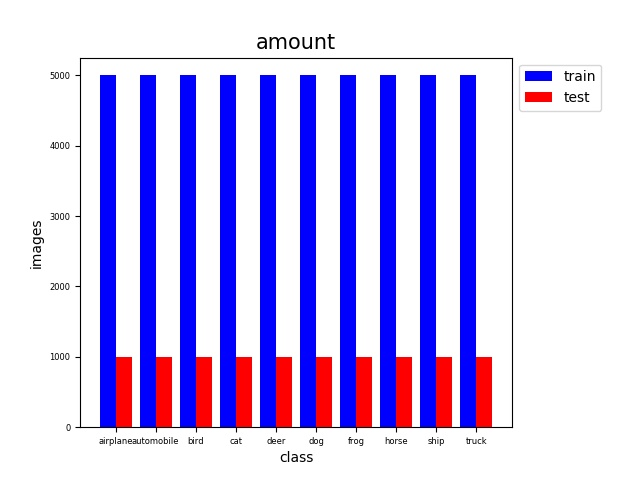 amount
train
test
5000
4000
3000
2000
1000
0
images
airplane automobile bird cat deer dog frog horse ship truck
class